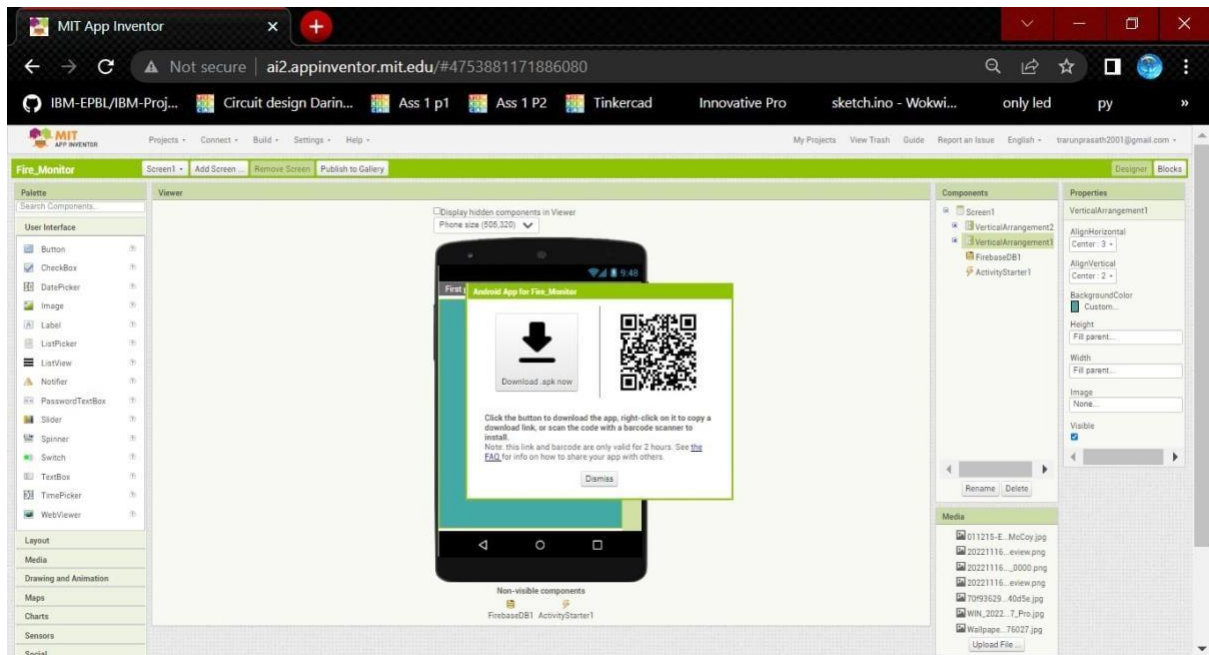 MIT App Inventor
Not secure | ai2.appinventor.mit.edu/#4753881171886080
IBM-EPBL/IBM-Proj... Circuit design Darin... Ass 1 p1 Ass 1 P2 Tinkercad Innovative Pro sketch.ino - Wokwi... only led py »
MIT APP INVENTOR Projects Connect Build Settings Help My Projects View Trash Guide Report an Issue English trarunprasath2001@gmail.com
Fire_Monitor Screen1 Add Screen ... Remove Screen Publish to Gallery Designer Blocks
Palette
Search Components...
User Interface
Button
CheckBox
DatePicker
Image
Label
ListPicker
ListView
Notifier
PasswordTextBox
Slider
Spinner
Switch
TextBox
TimePicker
WebViewer
Layout
Media
Drawing and Animation
Maps
Charts
Sensors
Social
Viewer
Display hidden components in Viewer
Phone size (505,320)
9:48
First
Android App for Fire_Monitor
Download .apk now
Click the button to download the app, right-click on it to copy a
download link, or scan the code with a barcode scanner to
install.
Note: this link and barcode are only valid for 2 hours. See the
FAQ for info on how to share your app with others.
Dismiss
Non-visible components
FirebaseDB1 ActivityStarter1
Components
Screen1
VerticalArrangement2
VerticalArrangement1
FirebaseDB1
ActivityStarter1
Rename Delete
Media
011215-E...McCoy.jpg
20221116...eview.png
20221116..._0000.png
20221116...eview.png
70f93629...40d5e.jpg
WIN_2022...7_Pro.jpg
Wallpape...76027.jpg
Upload File ...
Properties
VerticalArrangement1
AlignHorizontal
Center : 3
AlignVertical
Center : 2
BackgroundColor
Custom...
Height
Fill parent...
Width
Fill parent...
Image
None...
Visible